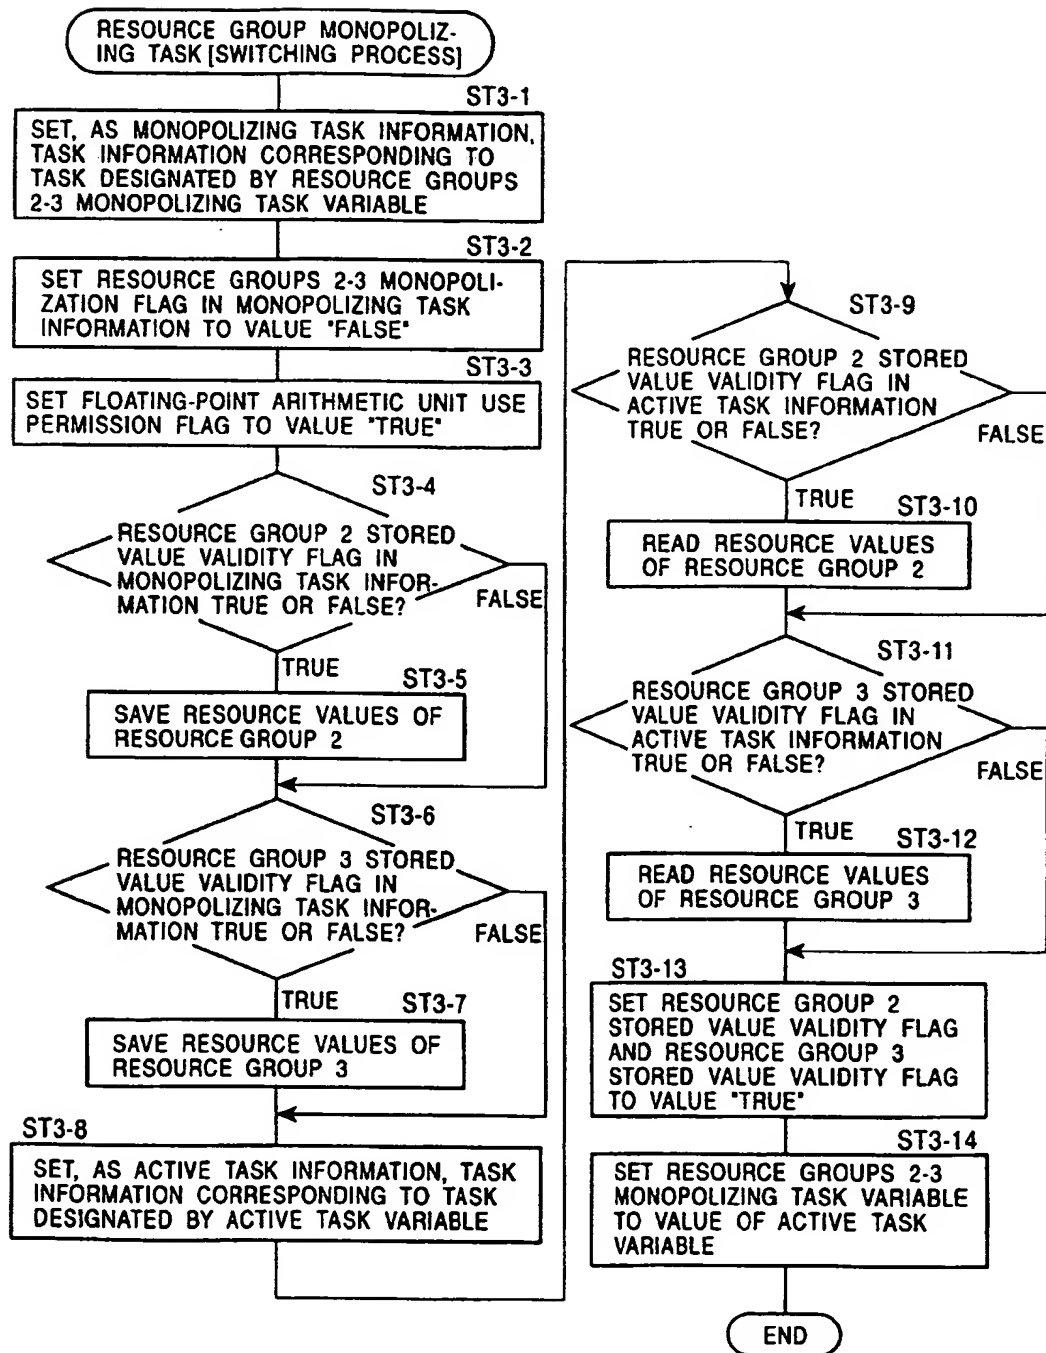 RESOURCE GROUP MONOPOLIZ-
ING TASK [SWITCHING PROCESS]
ST3-1
SET, AS MONOPOLIZING TASK INFORMATION,
TASK INFORMATION CORRESPONDING TO
TASK DESIGNATED BY RESOURCE GROUPS
2-3 MONOPOLIZING TASK VARIABLE
ST3-2
SET RESOURCE GROUPS 2-3 MONOPOLI-
ZATION FLAG IN MONOPOLIZING TASK
INFORMATION TO VALUE "FALSE"
ST3-3
SET FLOATING-POINT ARITHMETIC UNIT USE
PERMISSION FLAG TO VALUE "TRUE"
ST3-4
RESOURCE GROUP 2 STORED
VALUE VALIDITY FLAG IN
MONOPOLIZING TASK INFOR-
MATION TRUE OR FALSE?
FALSE
TRUE
ST3-5
SAVE RESOURCE VALUES OF
RESOURCE GROUP 2
ST3-6
RESOURCE GROUP 3 STORED
VALUE VALIDITY FLAG IN
MONOPOLIZING TASK INFOR-
MATION TRUE OR FALSE?
FALSE
TRUE
ST3-7
SAVE RESOURCE VALUES OF
RESOURCE GROUP 3
ST3-8
SET, AS ACTIVE TASK INFORMATION, TASK
INFORMATION CORRESPONDING TO TASK
DESIGNATED BY ACTIVE TASK VARIABLE
ST3-9
RESOURCE GROUP 2 STORED
VALUE VALIDITY FLAG IN
ACTIVE TASK INFORMATION
TRUE OR FALSE?
FALSE
TRUE
ST3-10
READ RESOURCE VALUES
OF RESOURCE GROUP 2
ST3-11
RESOURCE GROUP 3 STORED
VALUE VALIDITY FLAG IN
ACTIVE TASK INFORMATION
TRUE OR FALSE?
FALSE
TRUE
ST3-12
READ RESOURCE VALUES
OF RESOURCE GROUP 3
ST3-13
SET RESOURCE GROUP 2
STORED VALUE VALIDITY FLAG
AND RESOURCE GROUP 3
STORED VALUE VALIDITY FLAG
TO VALUE "TRUE"
ST3-14
SET RESOURCE GROUPS 2-3
MONOPOLIZING TASK VARIABLE
TO VALUE OF ACTIVE TASK
VARIABLE
END